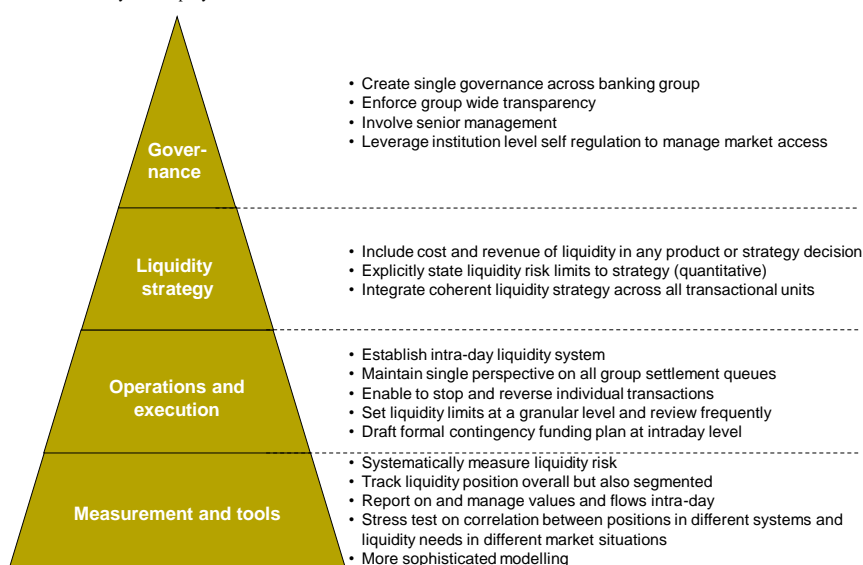 Gover-
nance
• Create single governance across banking group
• Enforce group wide transparency
• Involve senior management
• Leverage institution level self regulation to manage market access
Liquidity
strategy
• Include cost and revenue of liquidity in any product or strategy decision
• Explicitly state liquidity risk limits to strategy (quantitative)
• Integrate coherent liquidity strategy across all transactional units
Operations and
execution
• Establish intra-day liquidity system
• Maintain single perspective on all group settlement queues
• Enable to stop and reverse individual transactions
• Set liquidity limits at a granular level and review frequently
• Draft formal contingency funding plan at intraday level
Measurement and tools
• Systematically measure liquidity risk
• Track liquidity position overall but also segmented
• Report on and manage values and flows intra-day
• Stress test on correlation between positions in different systems and
liquidity needs in different market situations
• More sophisticated modelling